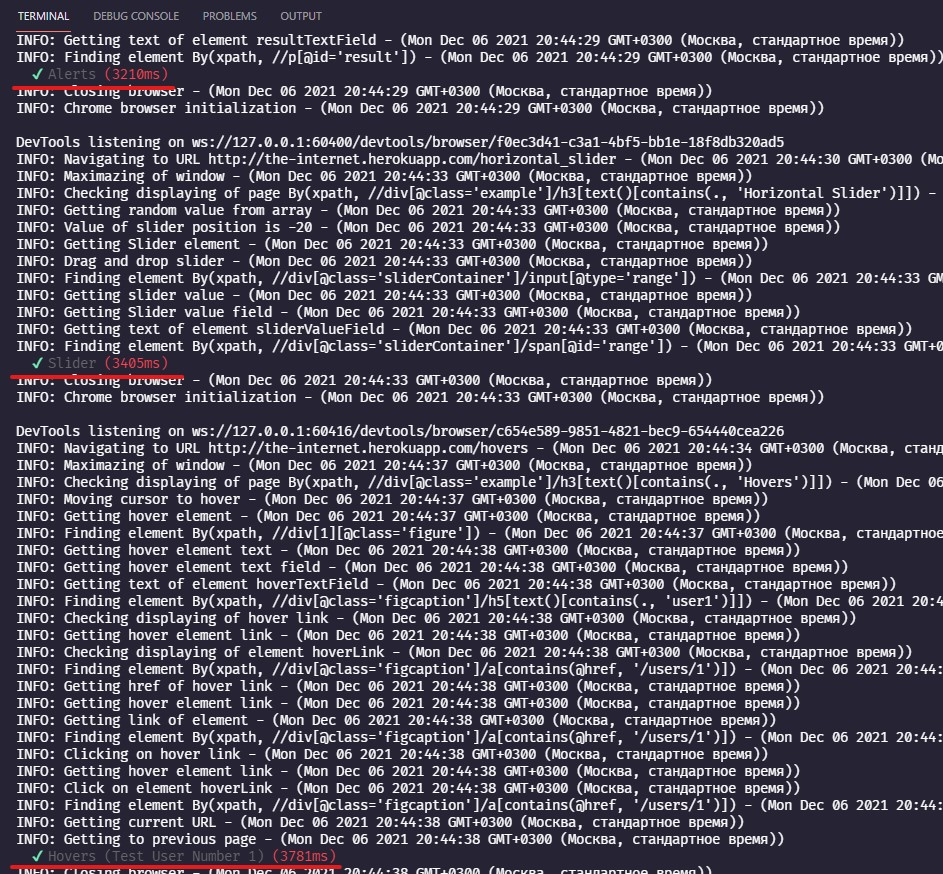 TERMINAL DEBUG CONSOLE PROBLEMS OUTPUT
INFO: Getting text of element resultTextField - (Mon Dec 06 2021 20:44:29 GMT+0300 (Москва, стандартное время))
INFO: Finding element By(xpath, //p[@id='result']) - (Mon Dec 06 2021 20:44:29 GMT+0300 (Москва, стандартное время))
✓ Alerts (3210ms)
INFO: Closing browser - (Mon Dec 06 2021 20:44:29 GMT+0300 (Москва, стандартное время))
INFO: Chrome browser initialization - (Mon Dec 06 2021 20:44:29 GMT+0300 (Москва, стандартное время))
DevTools listening on ws://127.0.0.1:60400/devtools/browser/f0ec3d41-c3a1-4bf5-bb1e-18f8db320ad5
INFO: Navigating to URL http://the-internet.herokuapp.com/horizontal_slider - (Mon Dec 06 2021 20:44:30 GMT+0300 (Мо
INFO: Maximazing of window - (Mon Dec 06 2021 20:44:33 GMT+0300 (Москва, стандартное время))
INFO: Checking displaying of page By(xpath, //div[@class='example']/h3[text()[contains(., 'Horizontal Slider')]]) -
INFO: Getting random value from array - (Mon Dec 06 2021 20:44:33 GMT+0300 (Москва, стандартное время))
INFO: Value of slider position is -20 - (Mon Dec 06 2021 20:44:33 GMT+0300 (Москва, стандартное время))
INFO: Getting Slider element - (Mon Dec 06 2021 20:44:33 GMT+0300 (Москва, стандартное время))
INFO: Drag and drop slider - (Mon Dec 06 2021 20:44:33 GMT+0300 (Москва, стандартное время))
INFO: Finding element By(xpath, //div[@class='sliderContainer']/input[@type='range']) - (Mon Dec 06 2021 20:44:33 GM
INFO: Getting slider value - (Mon Dec 06 2021 20:44:33 GMT+0300 (Москва, стандартное время))
INFO: Getting Slider value field - (Mon Dec 06 2021 20:44:33 GMT+0300 (Москва, стандартное время))
INFO: Getting text of element sliderValueField - (Mon Dec 06 2021 20:44:33 GMT+0300 (Москва, стандартное время))
INFO: Finding element By(xpath, //div[@class='sliderContainer']/span[@id='range']) - (Mon Dec 06 2021 20:44:33 GMT+0
✓ Slider (3405ms)
INFO: Closing browser - (Mon Dec 06 2021 20:44:33 GMT+0300 (Москва, стандартное время))
INFO: Chrome browser initialization - (Mon Dec 06 2021 20:44:33 GMT+0300 (Москва, стандартное время))
DevTools listening on ws://127.0.0.1:60416/devtools/browser/c654e589-9851-4821-bec9-654440cea226
INFO: Navigating to URL http://the-internet.herokuapp.com/hovers - (Mon Dec 06 2021 20:44:34 GMT+0300 (Москва, станд
INFO: Maximazing of window - (Mon Dec 06 2021 20:44:37 GMT+0300 (Москва, стандартное время))
INFO: Checking displaying of page By(xpath, //div[@class='example']/h3[text()[contains(., 'Hovers')]]) - (Mon Dec 06
INFO: Moving cursor to hover - (Mon Dec 06 2021 20:44:37 GMT+0300 (Москва, стандартное время))
INFO: Getting hover element - (Mon Dec 06 2021 20:44:37 GMT+0300 (Москва, стандартное время))
INFO: Finding element By(xpath, //div[1][@class='figure']) - (Mon Dec 06 2021 20:44:37 GMT+0300 (Москва, стандартное
INFO: Getting hover element text - (Mon Dec 06 2021 20:44:38 GMT+0300 (Москва, стандартное время))
INFO: Getting hover element text field - (Mon Dec 06 2021 20:44:38 GMT+0300 (Москва, стандартное время))
INFO: Getting text of element hoverTextField - (Mon Dec 06 2021 20:44:38 GMT+0300 (Москва, стандартное время))
INFO: Finding element By(xpath, //div[@class='figcaption']/h5[text()[contains(., 'user1')]]) - (Mon Dec 06 2021 20:4
INFO: Checking displaying of hover link - (Mon Dec 06 2021 20:44:38 GMT+0300 (Москва, стандартное время))
INFO: Getting hover element link - (Mon Dec 06 2021 20:44:38 GMT+0300 (Москва, стандартное время))
INFO: Checking displaying of element hoverLink - (Mon Dec 06 2021 20:44:38 GMT+0300 (Москва, стандартное время))
INFO: Finding element By(xpath, //div[@class='figcaption']/a[contains(@href, '/users/1')]) - (Mon Dec 06 2021 20:44:
INFO: Getting href of hover link - (Mon Dec 06 2021 20:44:38 GMT+0300 (Москва, стандартное время))
INFO: Getting hover element link - (Mon Dec 06 2021 20:44:38 GMT+0300 (Москва, стандартное время))
INFO: Getting link of element - (Mon Dec 06 2021 20:44:38 GMT+0300 (Москва, стандартное время))
INFO: Finding element By(xpath, //div[@class='figcaption']/a[contains(@href, '/users/1')]) - (Mon Dec 06 2021 20:44:
INFO: Clicking on hover link - (Mon Dec 06 2021 20:44:38 GMT+0300 (Москва, стандартное время))
INFO: Getting hover element link - (Mon Dec 06 2021 20:44:38 GMT+0300 (Москва, стандартное время))
INFO: Click on element hoverLink - (Mon Dec 06 2021 20:44:38 GMT+0300 (Москва, стандартное время))
INFO: Finding element By(xpath, //div[@class='figcaption']/a[contains(@href, '/users/1')]) - (Mon Dec 06 2021 20:44:
INFO: Getting current URL - (Mon Dec 06 2021 20:44:38 GMT+0300 (Москва, стандартное время))
INFO: Getting to previous page - (Mon Dec 06 2021 20:44:38 GMT+0300 (Москва, стандартное время))
✓ Hovers (Test User Number 1) (3781ms)
INFO: Closing browser - (Mon Dec 06 2021 20:44:38 GMT+0300 (Москва, стандартное время))